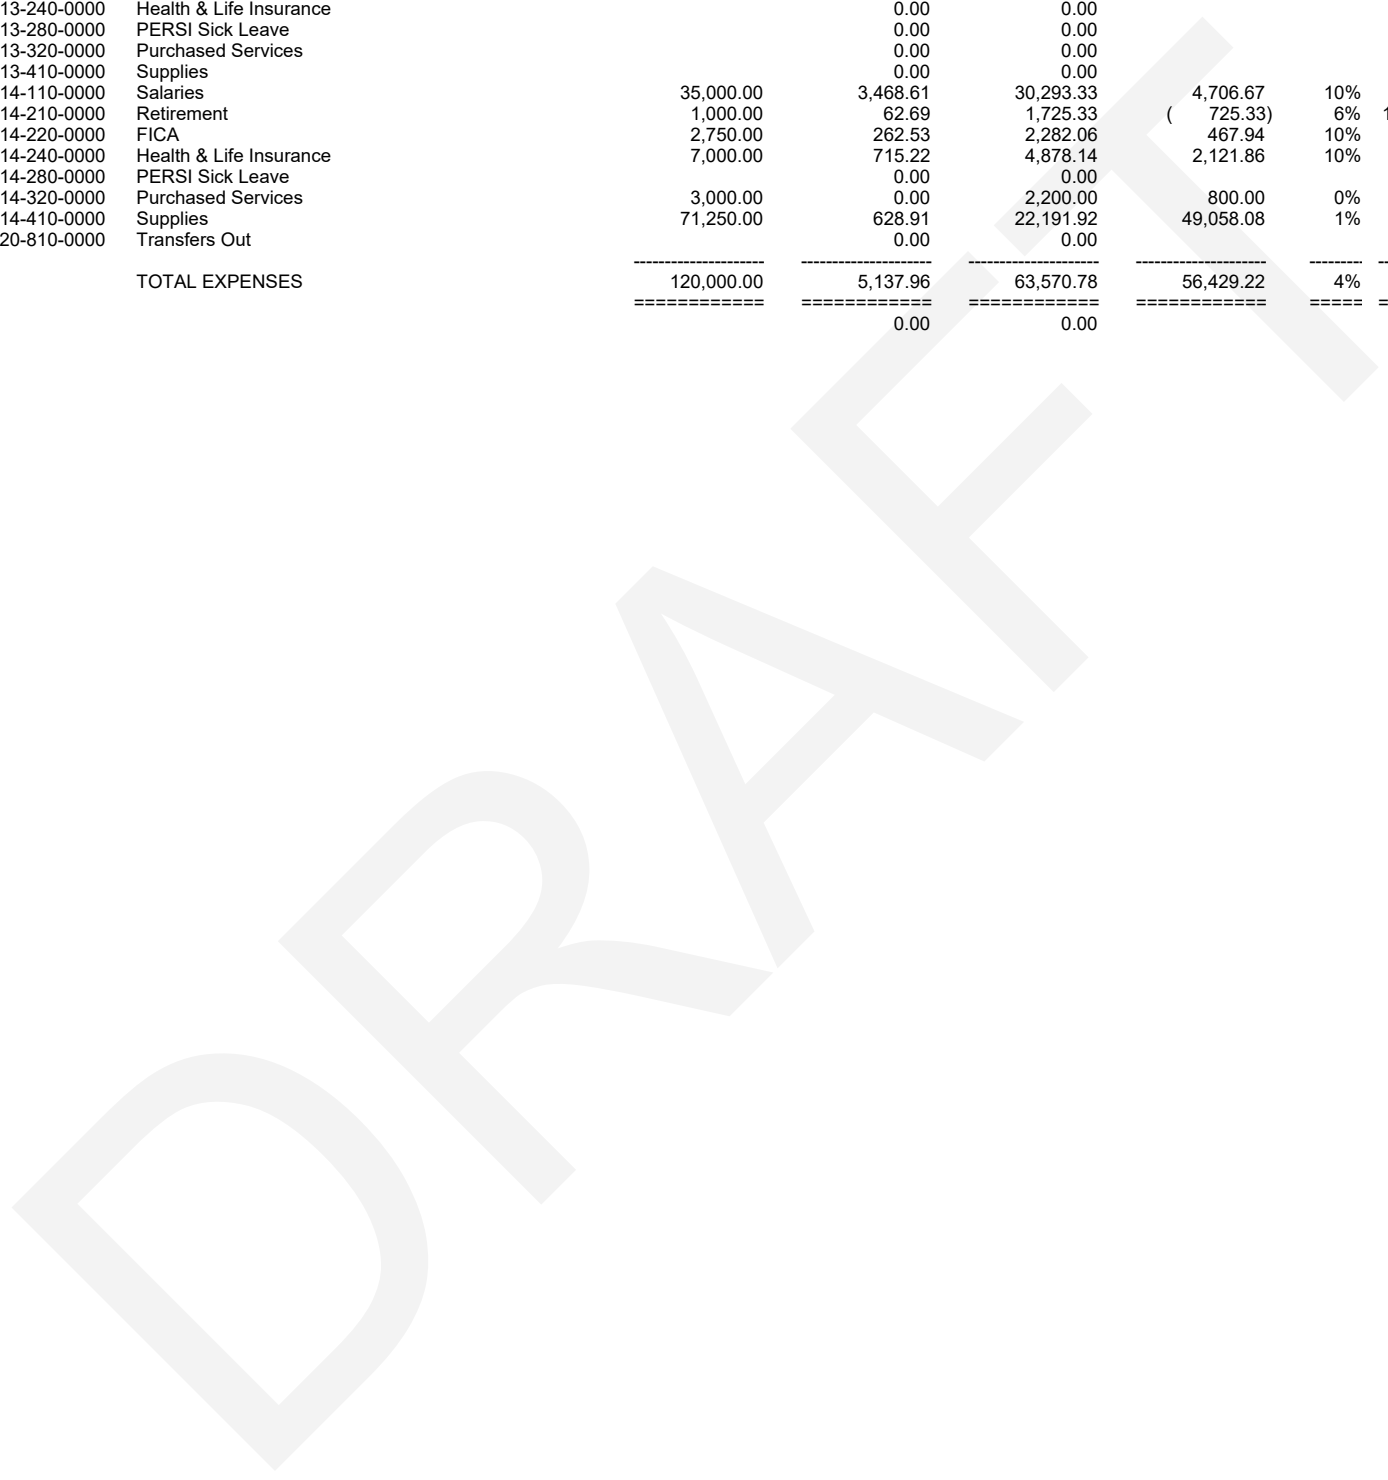 13-240-0000 Health & Life Insurance 0.00 0.00
13-280-0000 PERSI Sick Leave 0.00 0.00
13-320-0000 Purchased Services 0.00 0.00
13-410-0000 Supplies 0.00 0.00
14-110-0000 Salaries 35,000.00 3,468.61 30,293.33 4,706.67 10%
14-210-0000 Retirement 1,000.00 62.69 1,725.33 ( 725.33) 6% 1
14-220-0000 FICA 2,750.00 262.53 2,282.06 467.94 10%
14-240-0000 Health & Life Insurance 7,000.00 715.22 4,878.14 2,121.86 10%
14-280-0000 PERSI Sick Leave 0.00 0.00
14-320-0000 Purchased Services 3,000.00 0.00 2,200.00 800.00 0%
14-410-0000 Supplies 71,250.00 628.91 22,191.92 49,058.08 1%
20-810-0000 Transfers Out 0.00 0.00
--------------------- --------------------- --------------------- --------------------- -------- --
TOTAL EXPENSES 120,000.00 5,137.96 63,570.78 56,429.22 4%
============ ============ ============ ============ ===== =
0.00 0.00
DRAFT